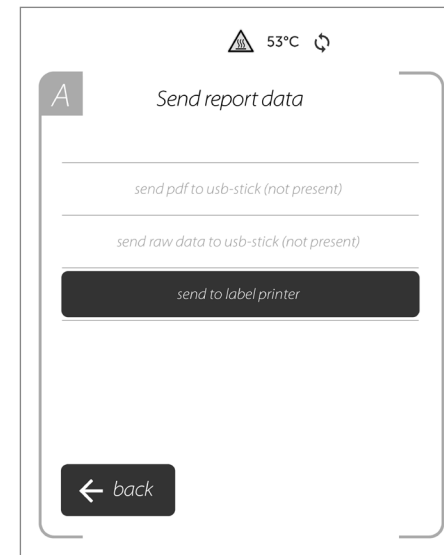 53°C
A
Send report data
send pdf to usb-stick (not present)
send raw data to usb-stick (not present)
send to label printer
back